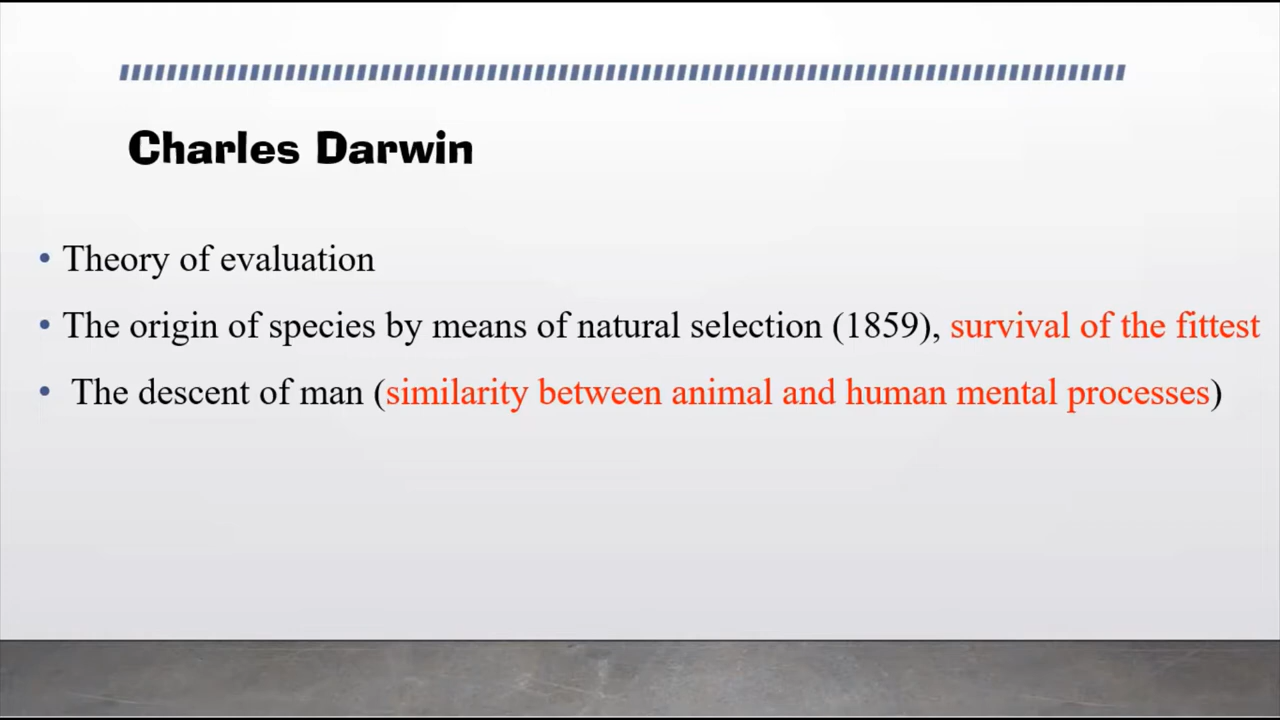 Charles Darwin
• Theory of evaluation
• The origin of species by means of natural selection (1859), survival of the fittest
• The descent of man (similarity between animal and human mental processes)